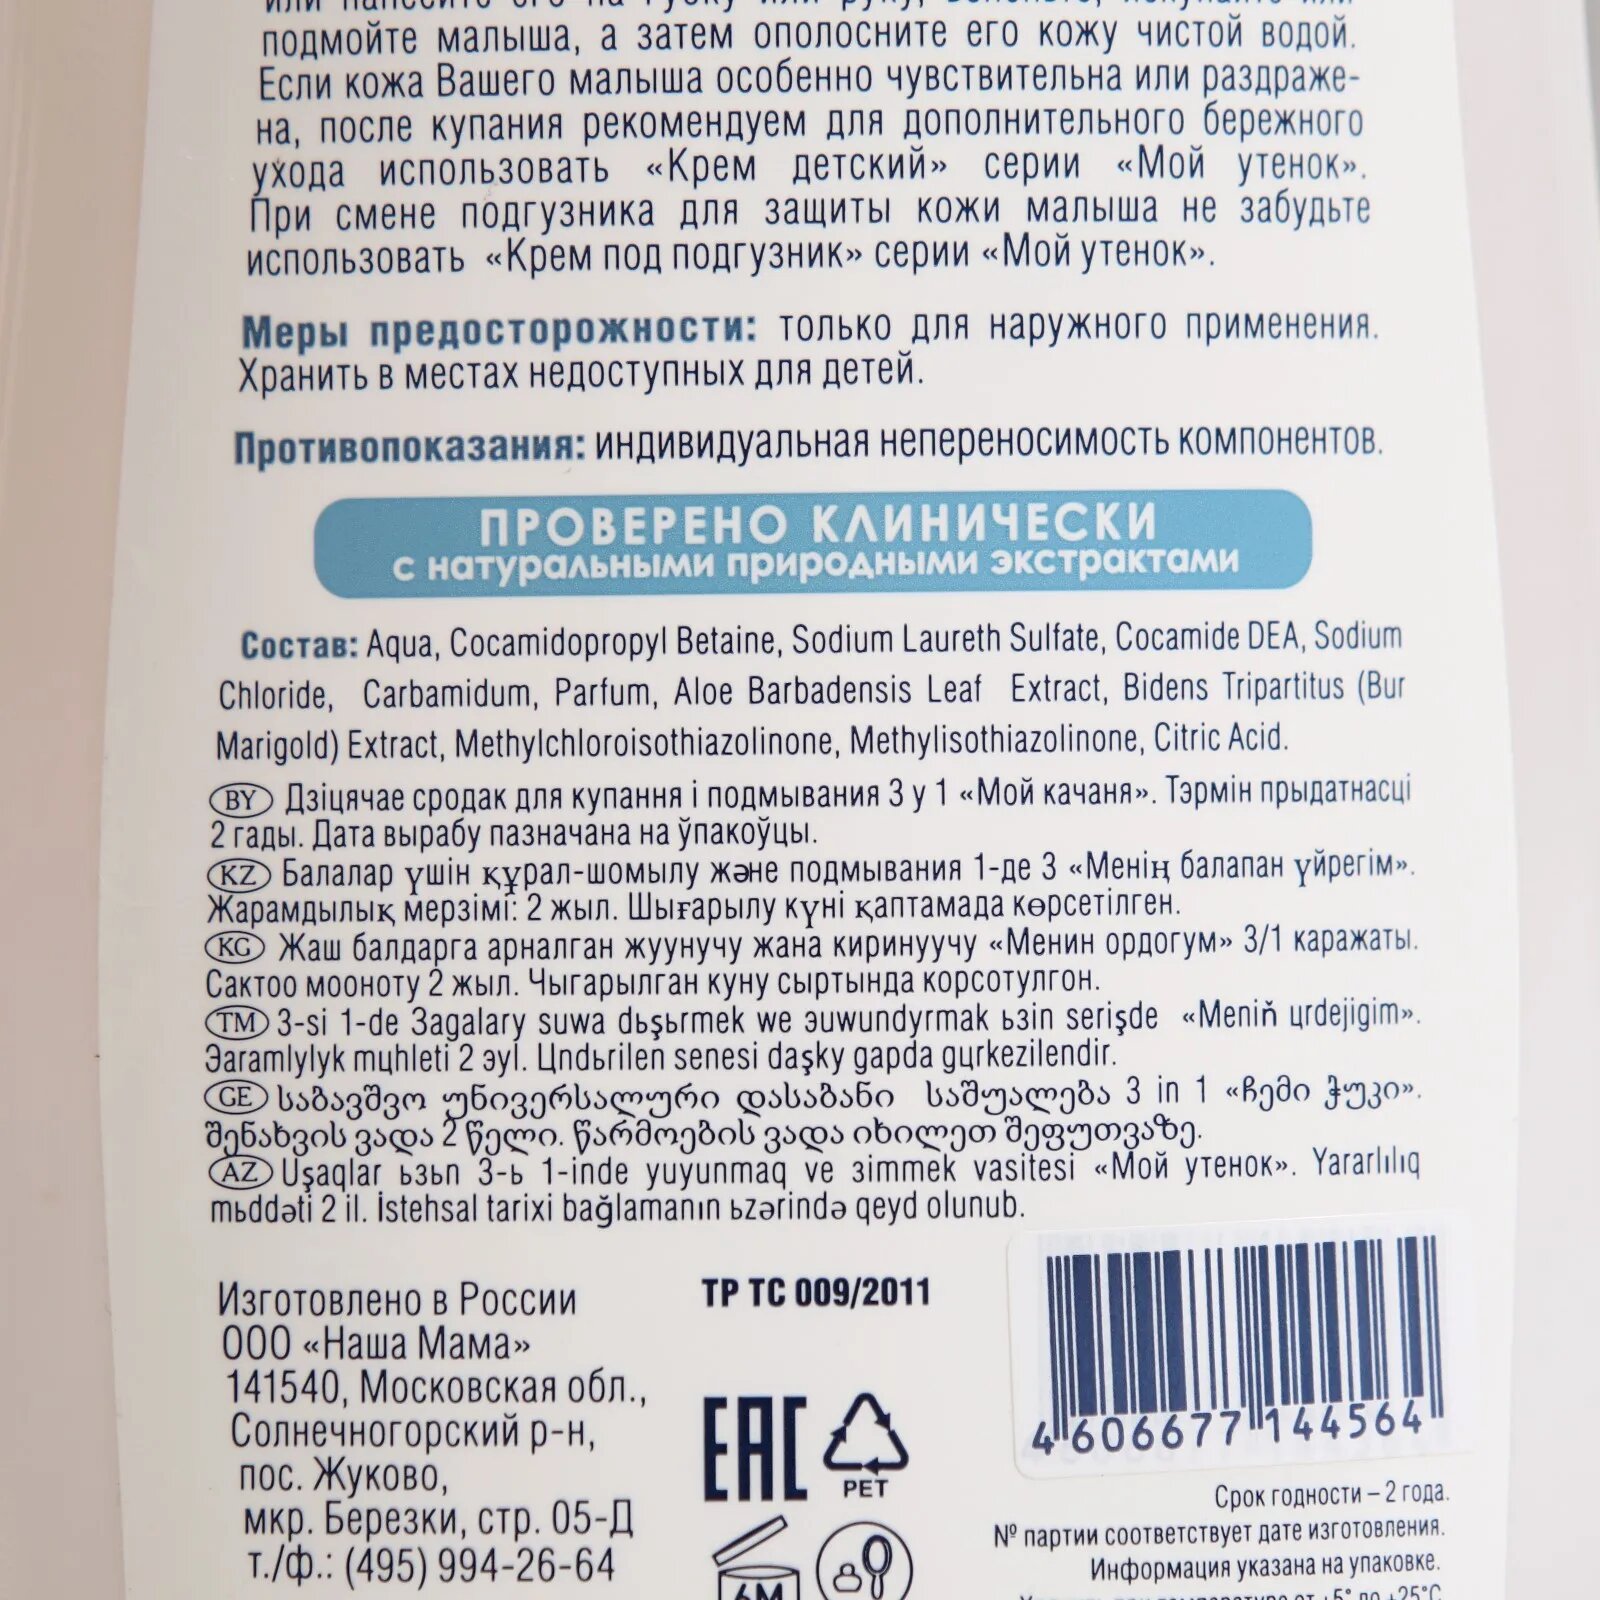 подмойте малыша, а затем ополосните его кожу чистой водой.
Если кожа Вашего малыша особенно чувствительна или раздраже-
на, после купания рекомендуем для дополнительного бережного
ухода использовать «Крем детский» серии «Мой утенок».
При смене подгузника для защиты кожи малыша не забудьте
использовать «Крем под подгузник» серии «Мой утенок».
Меры предосторожности: только для наружного применения.
Хранить в местах недоступных для детей.
Противопоказания: индивидуальная непереносимость компонентов.
ПРОВЕРЕНО КЛИНИЧЕСКИ
с натуральными природными экстрактами
Состав: Aqua, Cocamidopropyl Betaine, Sodium Laureth Sulfate, Cocamide DEA, Sodium
Chloride, Carbamidum, Parfum, Aloe Barbadensis Leaf Extract, Bidens Tripartitus (Bur
Marigold) Extract, Methylchloroisothiazolinone, Methylisothiazolinone, Citric Acid.
BY Дзіцячае сродак для купання і подмывания 3 у 1 «Мой качаня». Тэрмін прыдатнасці
2 гады. Дата вырабу пазначана на ўпакоўцы.
KZ Балалар үшін құрал-шомылу және подмывания 1-де 3 «Менің балапан үйрегім».
Жарамдылық мерзімі: 2 жыл. Шығарылу күні қаптамада көрсетілген.
KG Жаш балдарга арналган жуунучу жана киринуучу «Менин ордогум» 3/1 каражаты.
Сактоо мооноту 2 жыл. Чыгарылган куну сыртында корсотулгон.
TM 3-si 1-de Зagalary suwa dьşьrmek we эuwundyrmak ьзin serişde «Meniň цrdejigim».
Эaramlylyk muhleti 2 эyl. Цndьrilen senesi daşky gapda gцrkezilendir.
GE საბავშვო უნივერსალური დასაბანი საშუალება 3 in 1 «ჩემი ჭუკი».
შენახვის ვადა 2 წელი. წარმოების ვადა იხილეთ შეფუთვაზე.
AZ Uşaqlar ьзьn 3-ь 1-inde yuyunmaq ve зimmek vasitesi «Мой утенок». Yararlılıq
mьddəti 2 il. İstehsal tarixi bağlamanın ьzərində qeyd olunub.
Изготовлено в России
ООО «Наша Мама»
141540, Московская обл.,
Солнечногорский р-н,
пос. Жуково,
мкр. Березки, стр. 05-Д
т./ф.: (495) 994-26-64
ТР ТС 009/2011
EAC
PET
6M
4 606677 144564
Срок годности – 2 года.
№ партии соответствует дате изготовления.
Информация указана на упаковке.